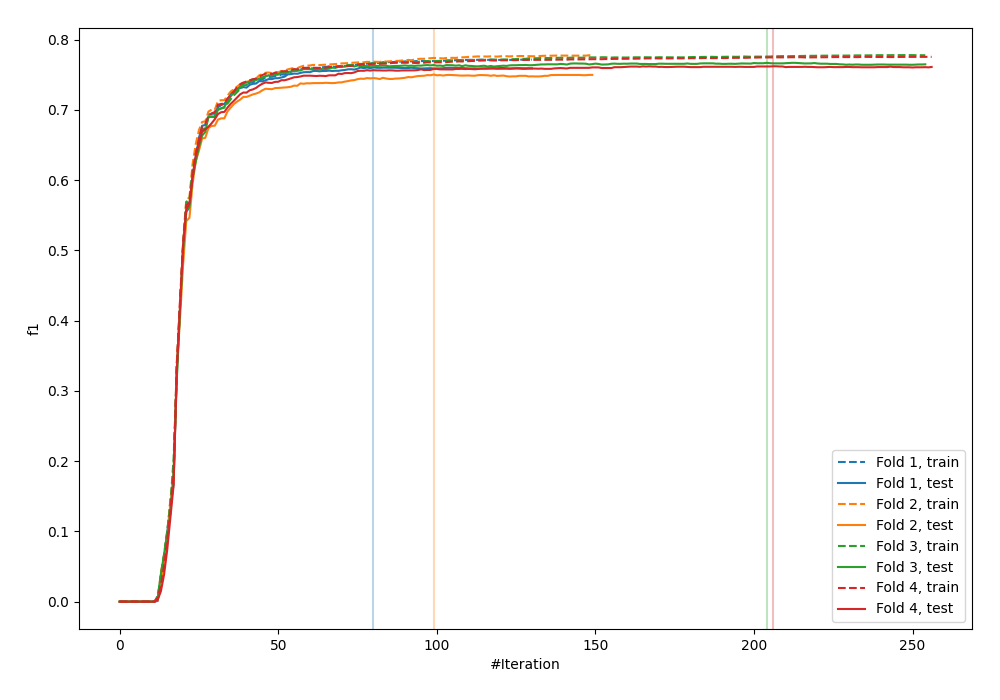 0.8
0.7
0.6
0.5
0.4
0.3
0.2
0.1
0.0
f1
0 50 100 150 200 250
#Iteration
Fold 1, train
Fold 1, test
Fold 2, train
Fold 2, test
Fold 3, train
Fold 3, test
Fold 4, train
Fold 4, test